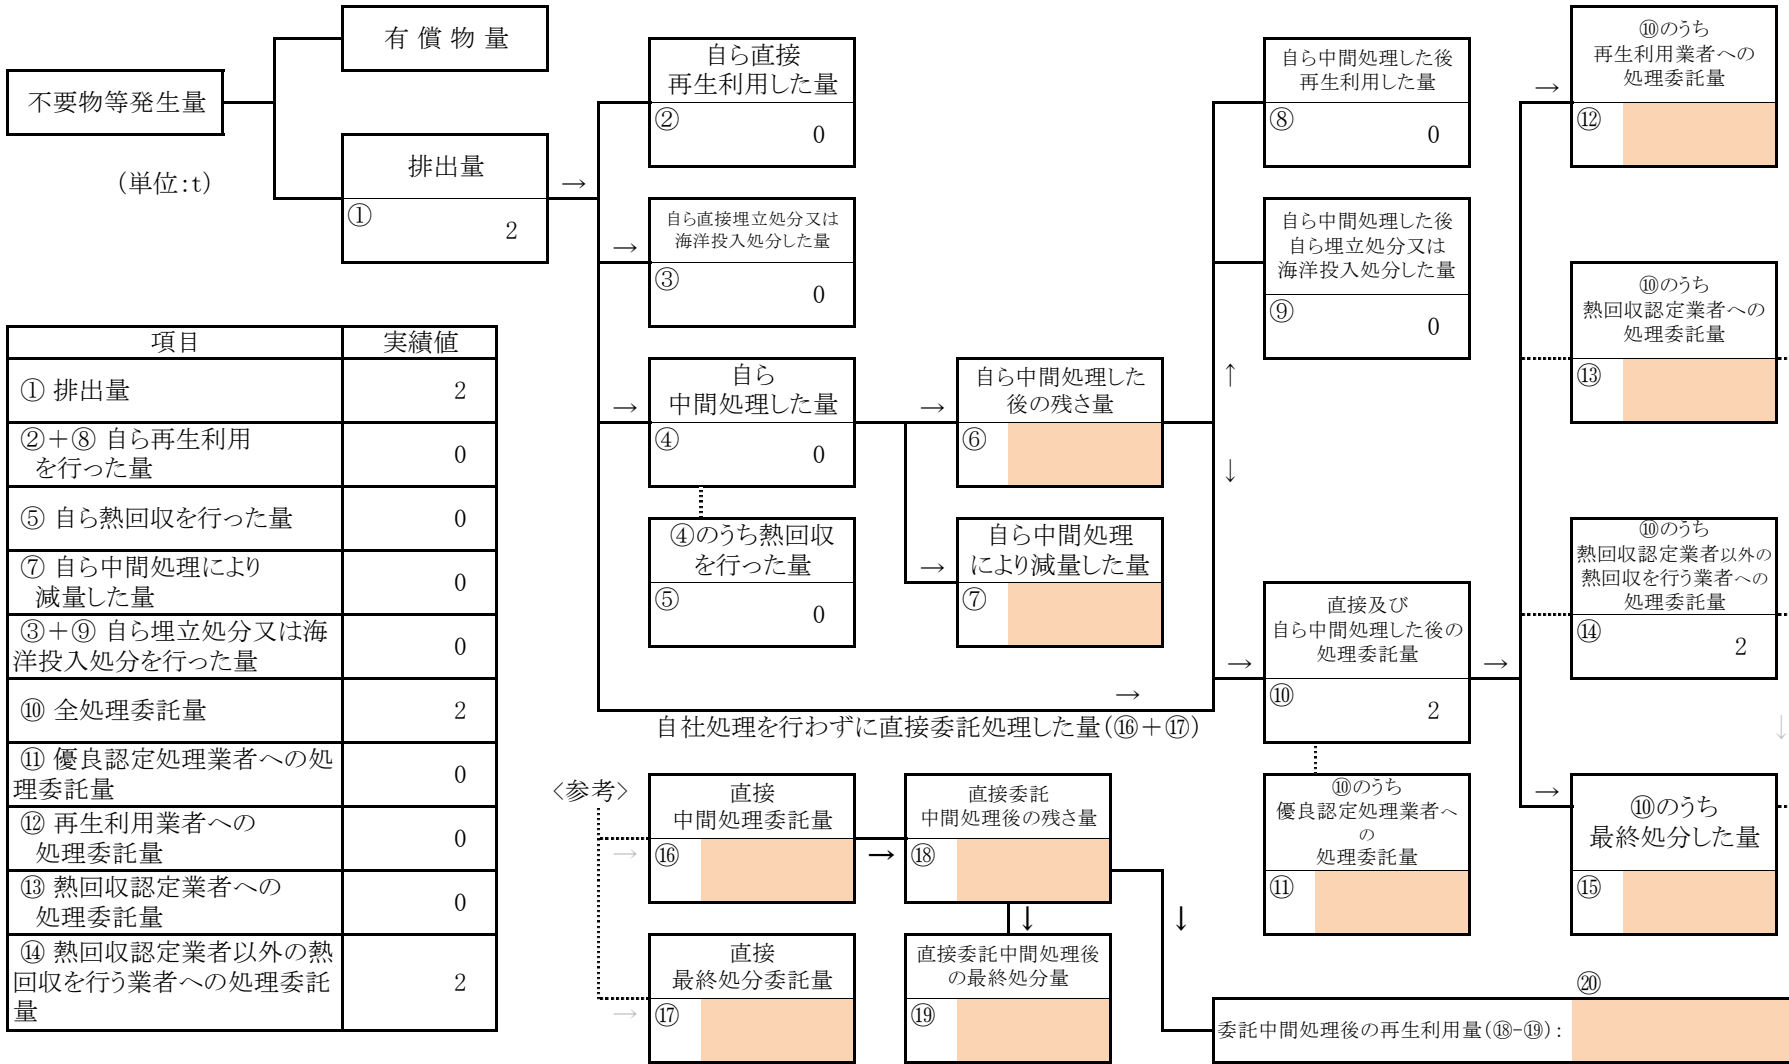 不要物等発生量
(単位:t)
有 償 物 量
排出量
→
①
2
自ら直接
再生利用した量
②
0
→
自ら直接埋立処分又は
海洋投入処分した量
③
0
→
自ら
中間処理した量
④
0
④のうち熱回収
を行った量
⑤
0
→
自ら中間処理した
後の残さ量
⑥
→
自ら中間処理
により減量した量
⑦
↑
↓
自ら中間処理した後
再生利用した量
⑧
0
自ら中間処理した後
自ら埋立処分又は
海洋投入処分した量
⑨
0
→
自社処理を行わずに直接委託処理した量(⑯+⑰)
→
直接及び
自ら中間処理した後の
処理委託量
⑩
2
→
⑩のうち
優良認定処理業者へ
の
処理委託量
⑪
→
⑩のうち
再生利用業者への
処理委託量
⑫
⑩のうち
熱回収認定業者への
処理委託量
⑬
⑩のうち
熱回収認定業者以外の
熱回収を行う業者への
処理委託量
⑭
2
↓
→
⑩のうち
最終処分した量
⑮
項目 実績値
① 排出量 2
②+⑧ 自ら再生利用
を行った量 0
⑤ 自ら熱回収を行った量 0
⑦ 自ら中間処理により
減量した量 0
③+⑨ 自ら埋立処分又は海
洋投入処分を行った量 0
⑩ 全処理委託量 2
⑪ 優良認定処理業者への処
理委託量 0
⑫ 再生利用業者への
処理委託量 0
⑬ 熱回収認定業者への
処理委託量 0
⑭ 熱回収認定業者以外の熱
回収を行う業者への処理委託
量 2
<参考>
→
直接
中間処理委託量
⑯
→
直接委託
中間処理後の残さ量
⑱
↓
↓
→
直接
最終処分委託量
⑰
直接委託中間処理後
の最終処分量
⑲
⑳
委託中間処理後の再生利用量(⑱-⑲):